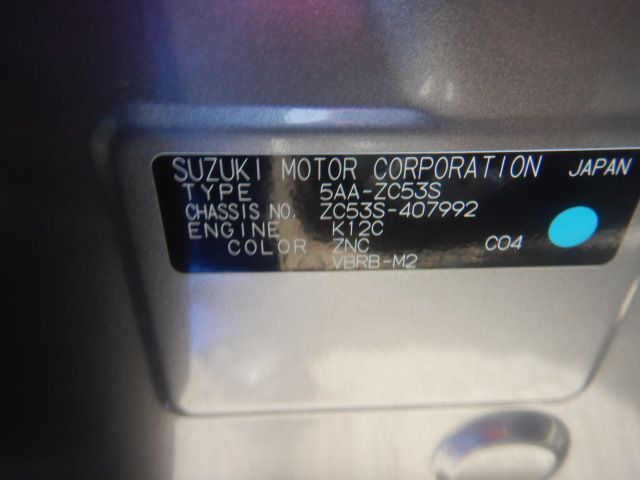 SUZUKI MOTOR CORPORATION JAPAN
TYPE 5AA-ZC53S
CHASSIS NO. ZC53S-407992
ENGINE K12C
COLOR ZNC C04
VBRB-M2